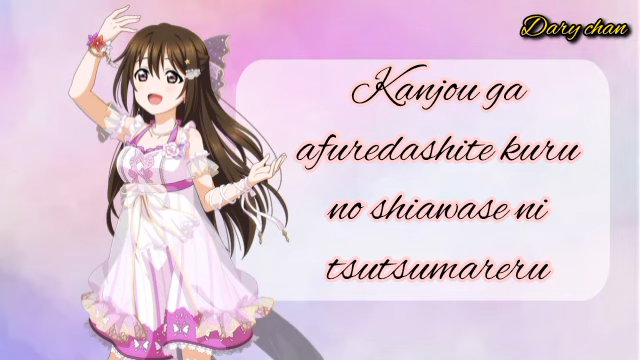 Dary chan
Kanjou ga
afuredashite kuru
no shiawase ni
tsutsumareru